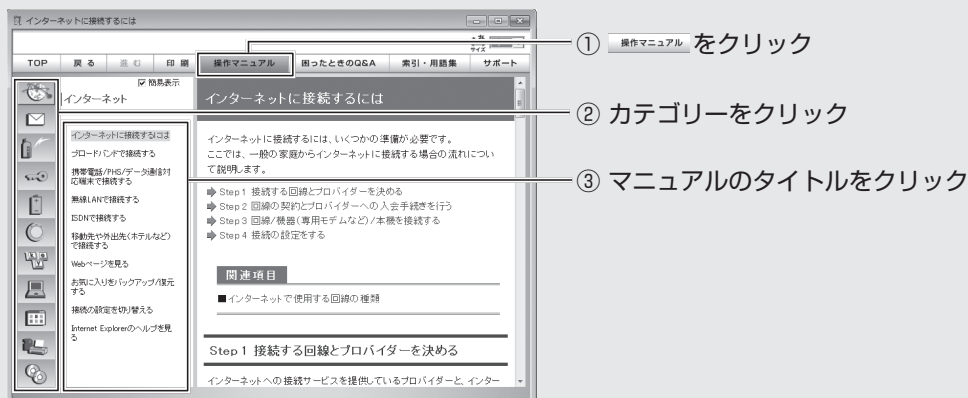 インターネットに接続するには
TOP 戻る 進む 印刷 操作マニュアル 困ったときのQ&A 索引・用語集 サポート
簡易表示
インターネット
インターネットに接続するには
ブロードバンドで接続する
携帯電話/PHS/データ通信対
応端末で接続する
無線LANで接続する
ISDNで接続する
移動先や外出先(ホテルなど)
で接続する
Webページを見る
お気に入りをバックアップ/復元
する
接続の設定を切り替える
Internet Explorerのヘルプを見
る
インターネットに接続するには
インターネットに接続するには、いくつかの準備が必要です。
ここでは、一般の家庭からインターネットに接続する場合の流れについ
て説明します。
Step 1 接続する回線とプロバイダーを決める
Step 2 回線の契約とプロバイダーへの入会手続きを行う
Step 3 回線/機器(専用モデムなど)/本機を接続する
Step 4 接続の設定をする
関連項目
■インターネットで使用する回線の種類
Step 1 接続する回線とプロバイダーを決める
インターネットへの接続サービスを提供しているプロバイダーと、インター
① 操作マニュアル をクリック
② カテゴリーをクリック
③ マニュアルのタイトルをクリック